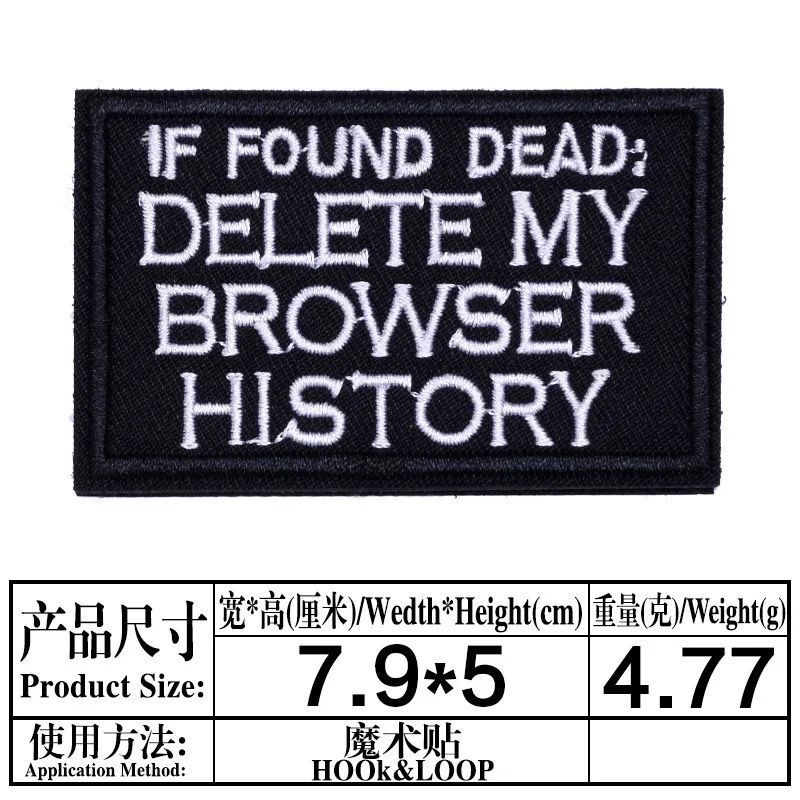 IF FOUND DEAD:
DELETE MY
BROWSER
HISTORY
产品尺寸
Product Size:
宽*高(厘米)/Wedth*Height(cm)
7.9*5
重量(克)/Weight(g)
4.77
使用方法:
Application Method:
魔术贴
HOOk&LOOP